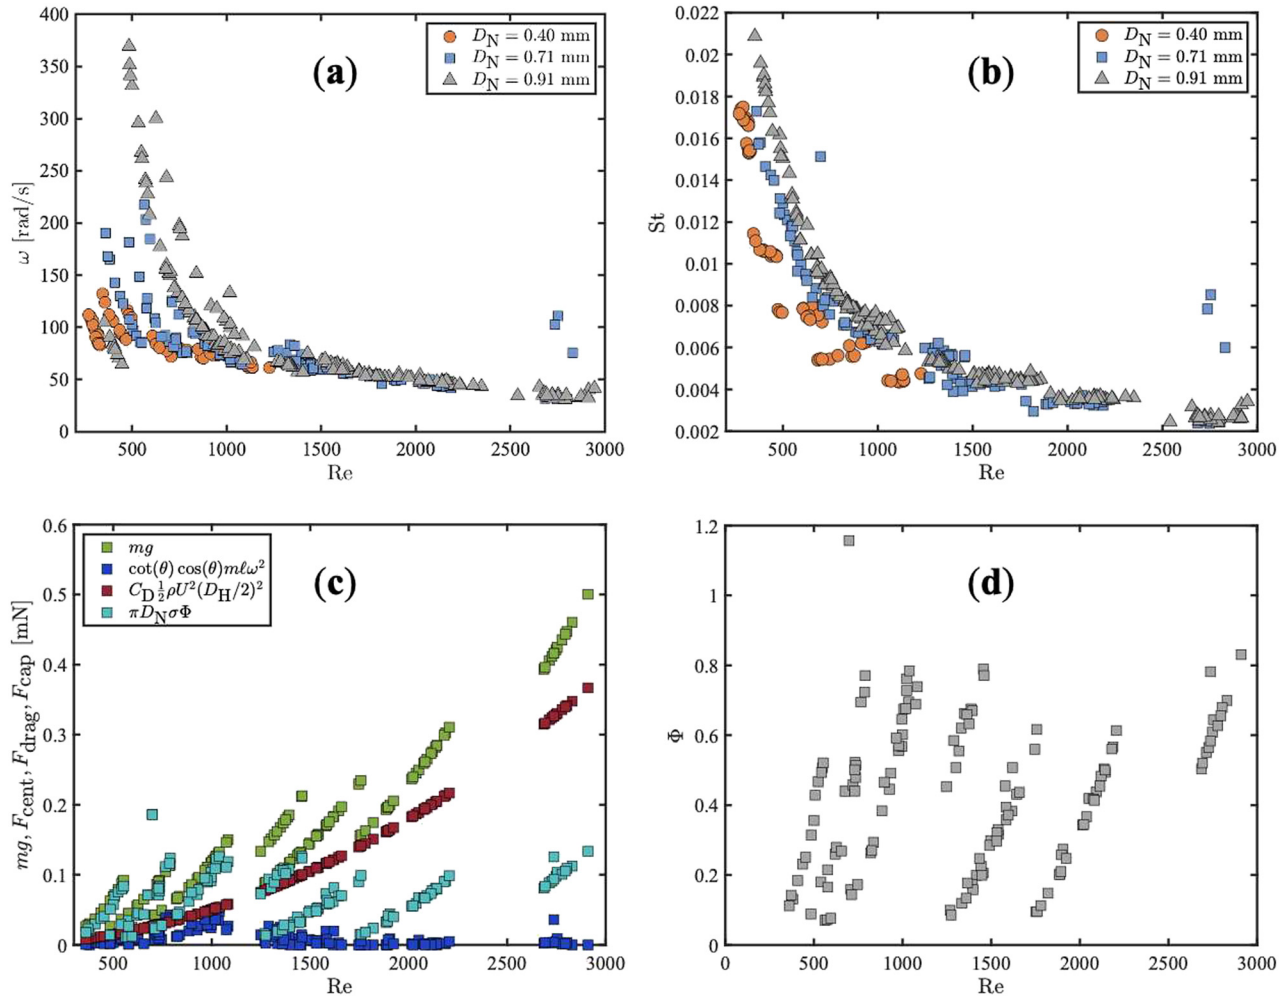 400
350
300
250
200
150
100
50
0
ω [rad/s]
500 1000 1500 2000 2500 3000
Re
(a)
D_N = 0.40 mm
D_N = 0.71 mm
D_N = 0.91 mm
0.022
0.02
0.018
0.016
0.014
0.012
0.01
0.008
0.006
0.004
0.002
St
500 1000 1500 2000 2500 3000
Re
(b)
D_N = 0.40 mm
D_N = 0.71 mm
D_N = 0.91 mm
0.6
0.5
0.4
0.3
0.2
0.1
0
mg, F_cent, F_drag, F_cap [mN]
500 1000 1500 2000 2500 3000
Re
(c)
mg
cot(θ) cos(θ)mℓω²
C_D ½ρU²(D_H/2)²
πD_NσΦ
1.2
1
0.8
0.6
0.4
0.2
0
Φ
0 500 1000 1500 2000 2500 3000
Re
(d)